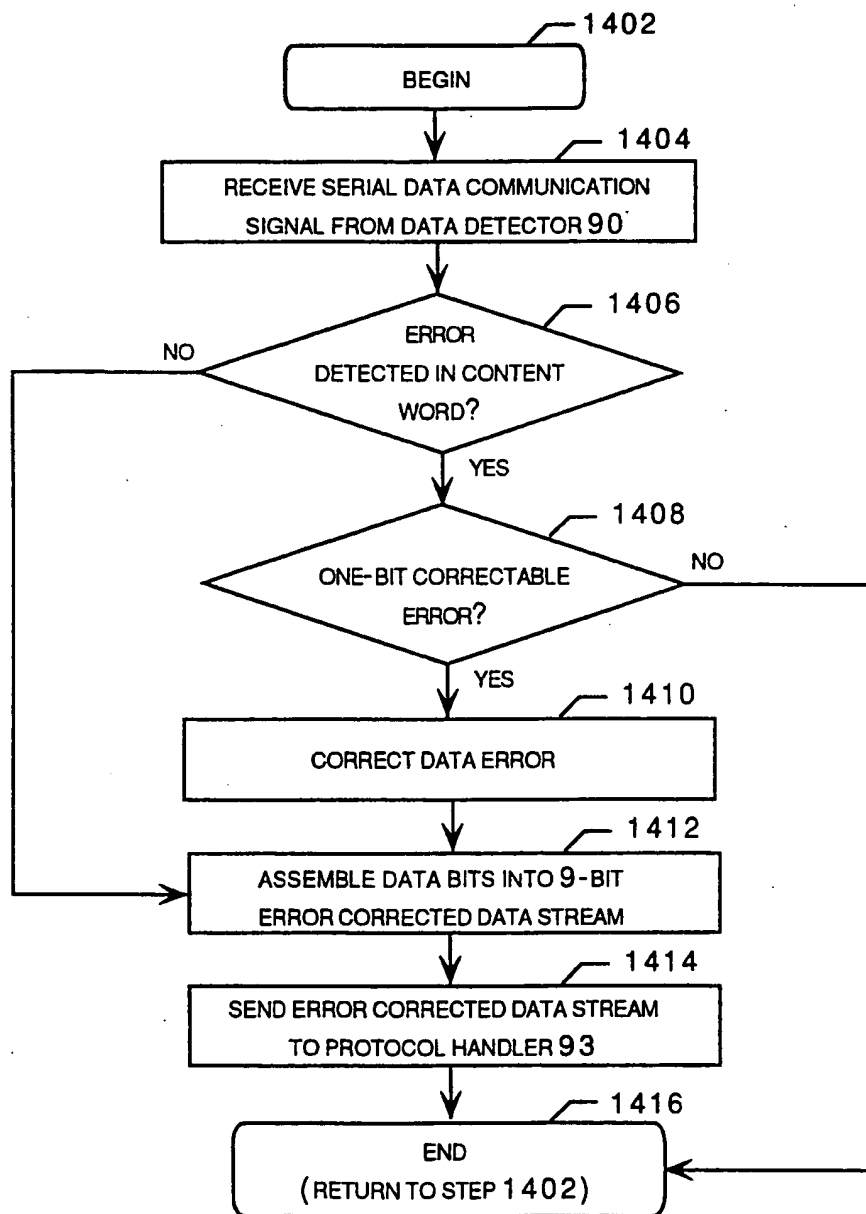 1402
BEGIN
1404
RECEIVE SERIAL DATA COMMUNICATION
SIGNAL FROM DATA DETECTOR 90
1406
ERROR
DETECTED IN CONTENT
WORD?
NO
YES
1408
ONE-BIT CORRECTABLE
ERROR?
NO
YES
1410
CORRECT DATA ERROR
1412
ASSEMBLE DATA BITS INTO 9-BIT
ERROR CORRECTED DATA STREAM
1414
SEND ERROR CORRECTED DATA STREAM
TO PROTOCOL HANDLER 93
1416
END
(RETURN TO STEP 1402)